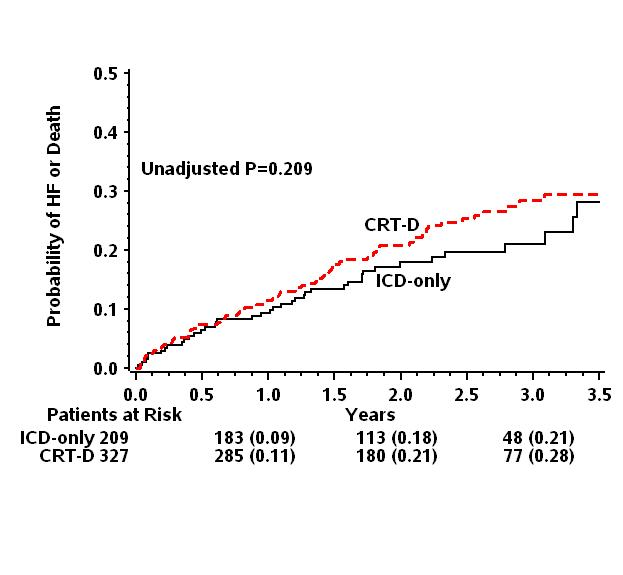 0.5
0.4
Unadjusted P=0.209
0.3
CRT-D
0.2
ICD-only
0.1
0.0
Probability of HF or Death
0.0 0.5 1.0 1.5 2.0 2.5 3.0 3.5
Patients at Risk Years
ICD-only 209 183 (0.09) 113 (0.18) 48 (0.21)
CRT-D 327 285 (0.11) 180 (0.21) 77 (0.28)